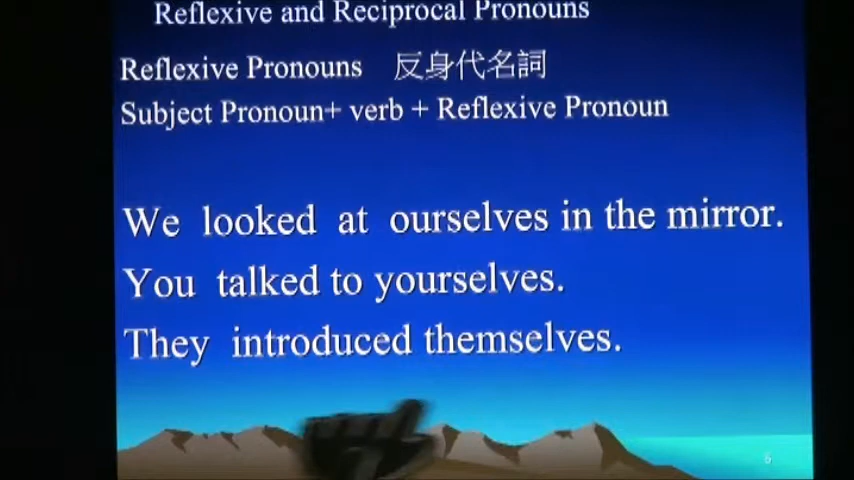 Reflexive and Reciprocal Pronouns
Reflexive Pronouns 反身代名詞
Subject Pronoun+ verb + Reflexive Pronoun
We looked at ourselves in the mirror.
You talked to yourselves.
They introduced themselves.
6